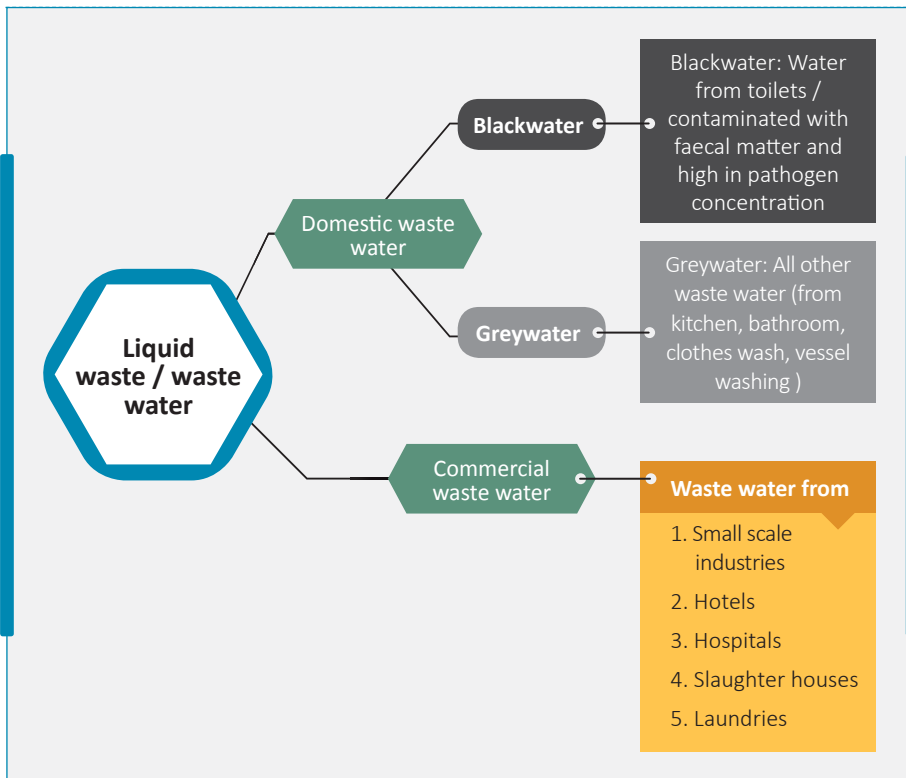 Liquid
waste / waste
water
Domestic waste
water
Blackwater
Blackwater: Water
from toilets /
contaminated with
faecal matter and
high in pathogen
concentration
Greywater
Greywater: All other
waste water (from
kitchen, bathroom,
clothes wash, vessel
washing )
Commercial
waste water
Waste water from
1. Small scale
industries
2. Hotels
3. Hospitals
4. Slaughter houses
5. Laundries